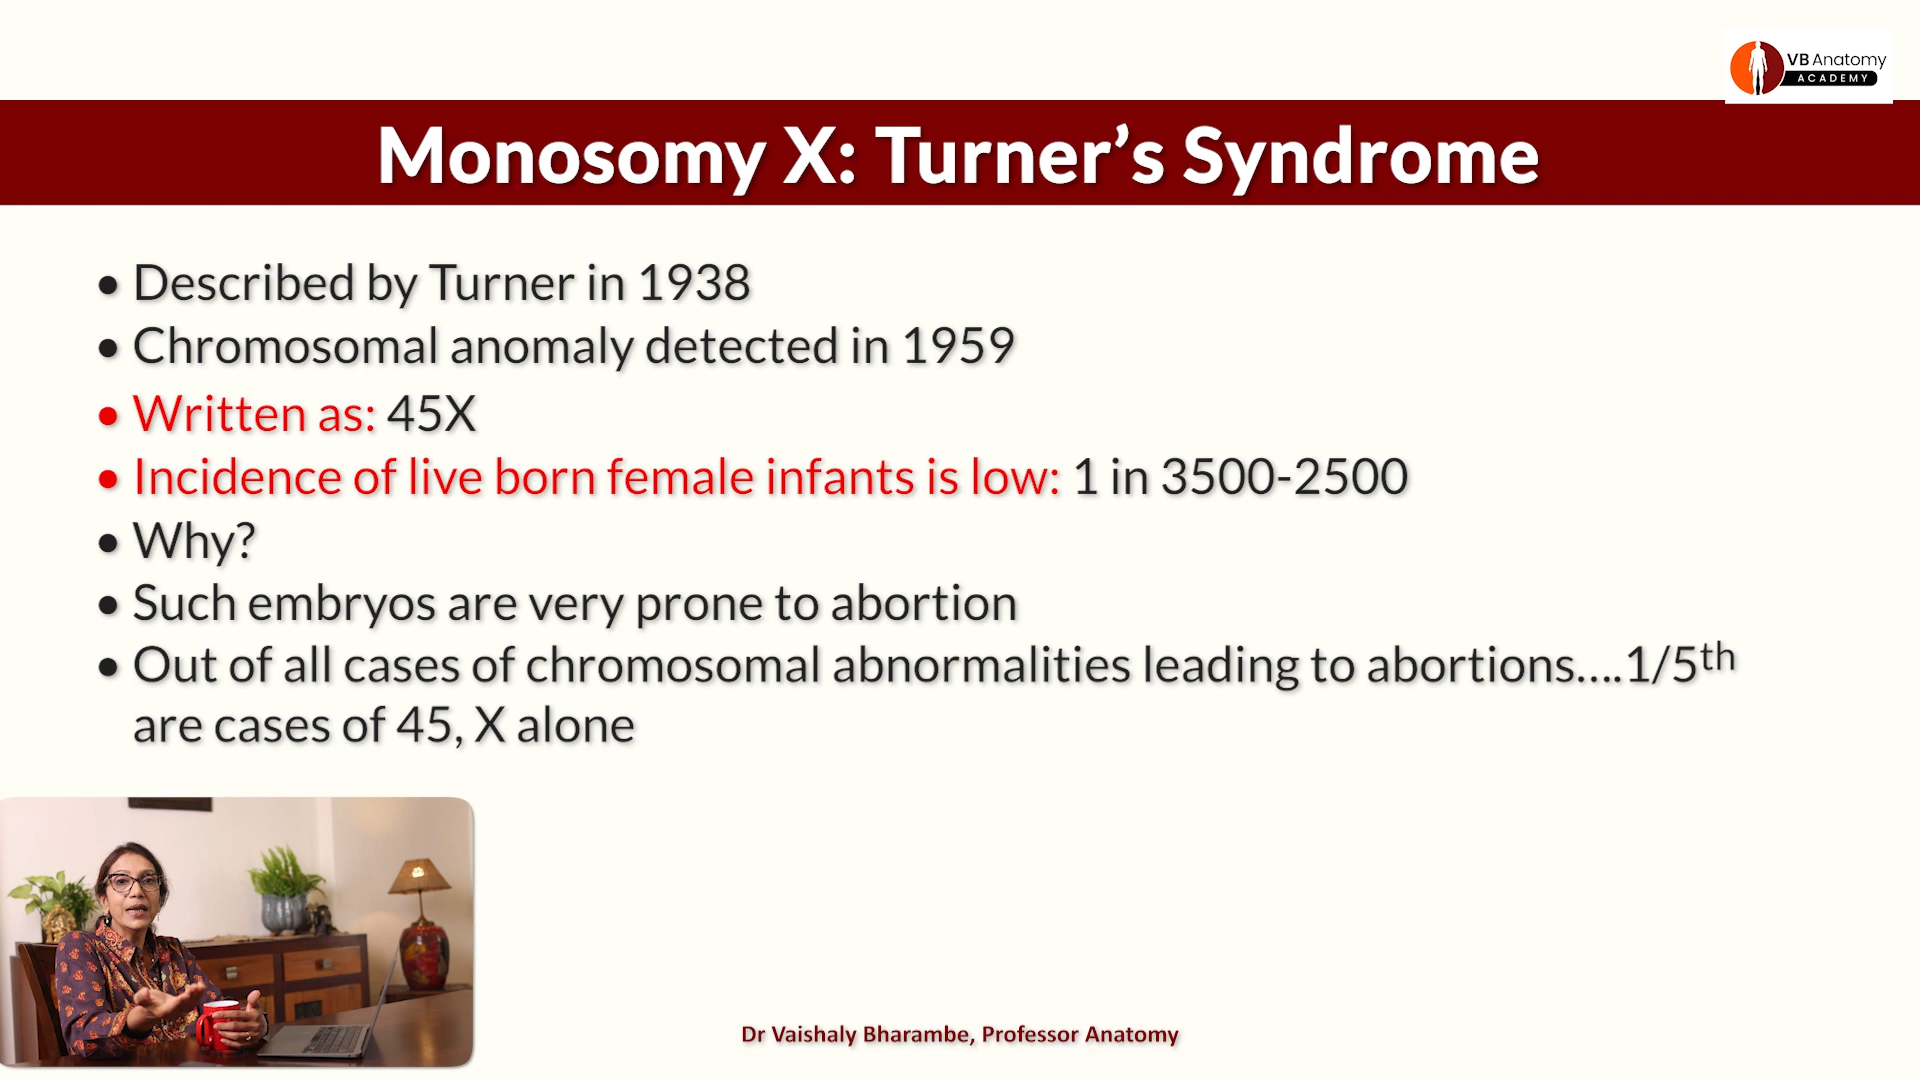 VB Anatomy
ACADEMY
Monosomy X: Turner’s Syndrome
• Described by Turner in 1938
• Chromosomal anomaly detected in 1959
• Written as: 45X
• Incidence of live born female infants is low: 1 in 3500-2500
• Why?
• Such embryos are very prone to abortion
• Out of all cases of chromosomal abnormalities leading to abortions....1/5th
are cases of 45, X alone
Dr Vaishaly Bharambe, Professor Anatomy